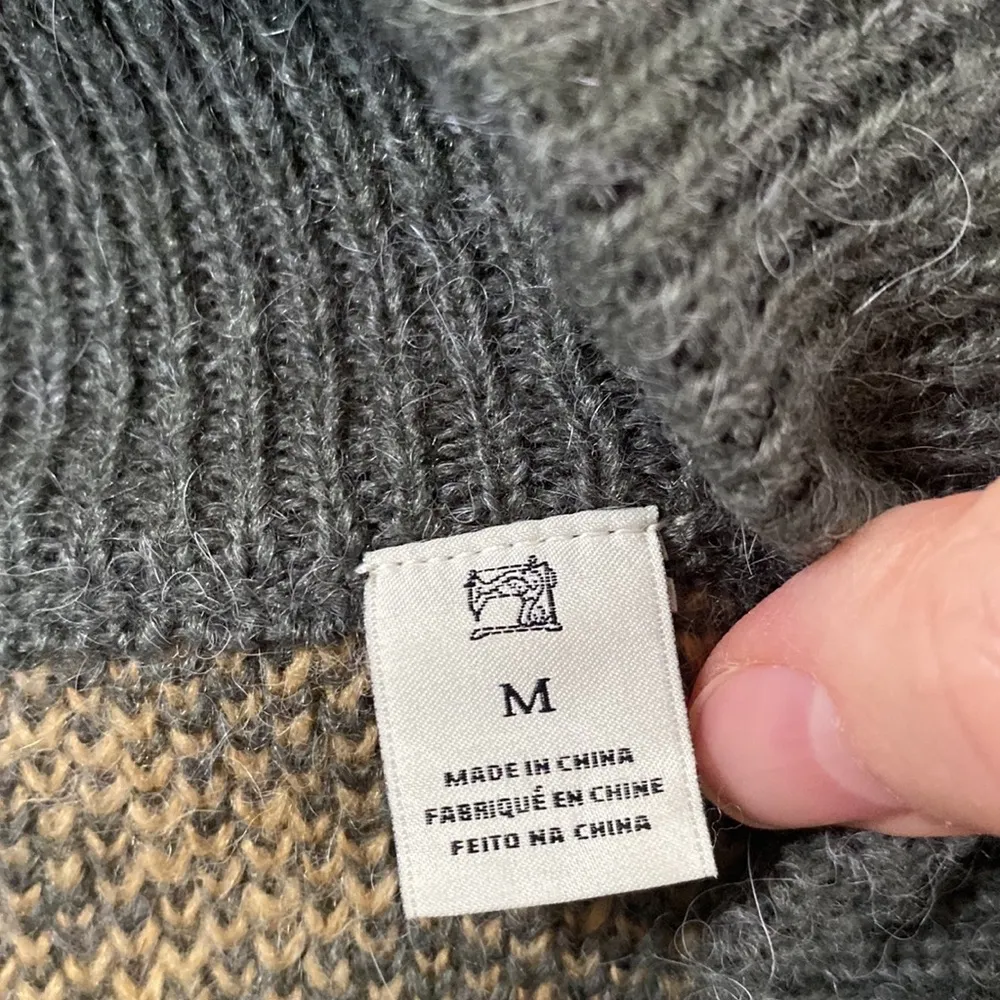 M
MADE IN CHINA
FABRIQUÉ EN CHINE
FEITO NA CHINA